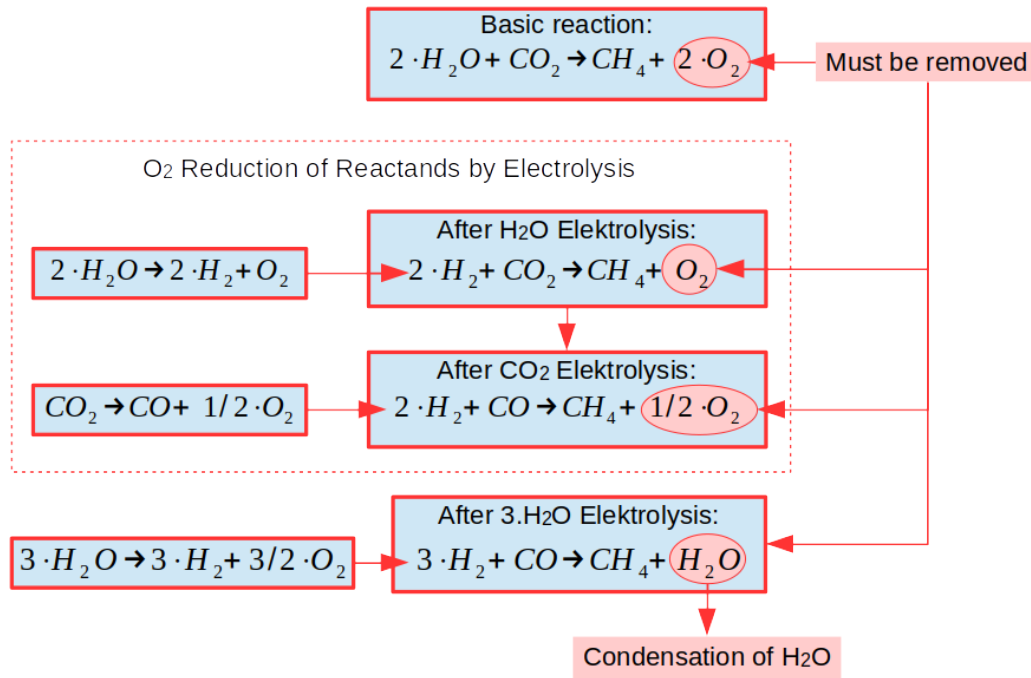 Basic reaction:
2·H₂O+ CO₂→CH₄+ 2·O₂
Must be removed
O₂ Reduction of Reactands by Electrolysis
After H₂O Elektrolysis:
2·H₂O→2·H₂+O₂
2·H₂+ CO₂→CH₄+ O₂
After CO₂ Elektrolysis:
CO₂→CO+ 1/2·O₂
2·H₂+ CO→CH₄+ 1/2·O₂
After 3.H₂O Elektrolysis:
3·H₂O→3·H₂+ 3/2·O₂
3·H₂+ CO→CH₄+ H₂O
Condensation of H₂O